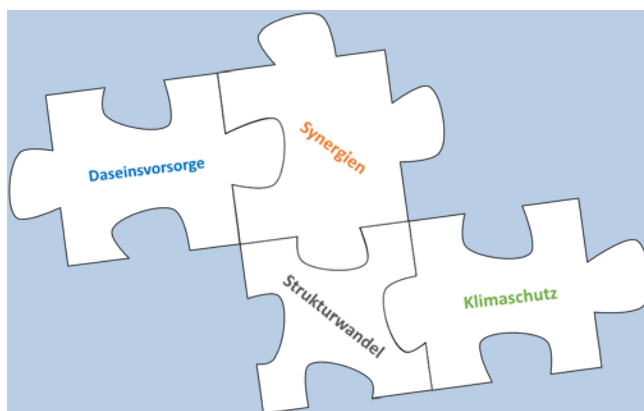 Daseinsvorsorge
Synergien
Strukturwandel
Klimaschutz